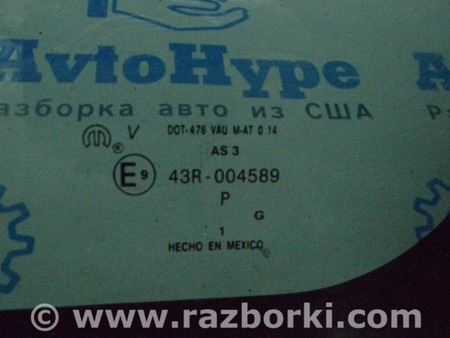 AvtoHype A
азборка авто из США Р
V DOT-476 VAU M-AT 0 14
M ®
AS 3
E9 43R-004589
P
G
1
HECHO EN MEXICO
© www.razborki.com